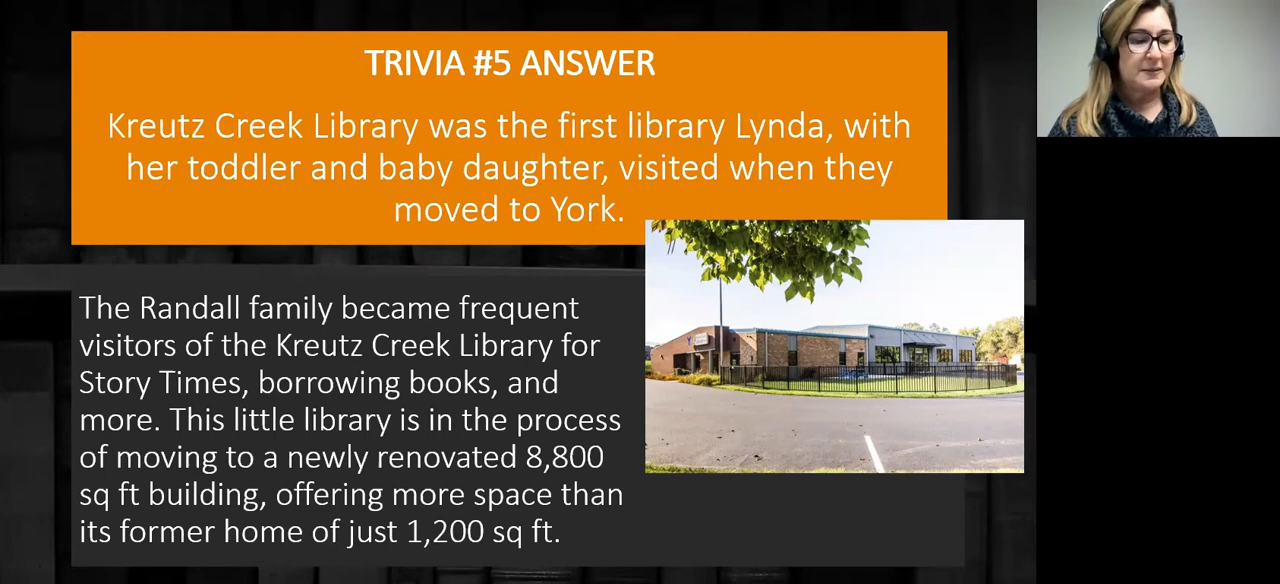 TRIVIA #5 ANSWER
Kreutz Creek Library was the first library Lynda, with
her toddler and baby daughter, visited when they
moved to York.
The Randall family became frequent
visitors of the Kreutz Creek Library for
Story Times, borrowing books, and
more. This little library is in the process
of moving to a newly renovated 8,800
sq ft building, offering more space than
its former home of just 1,200 sq ft.